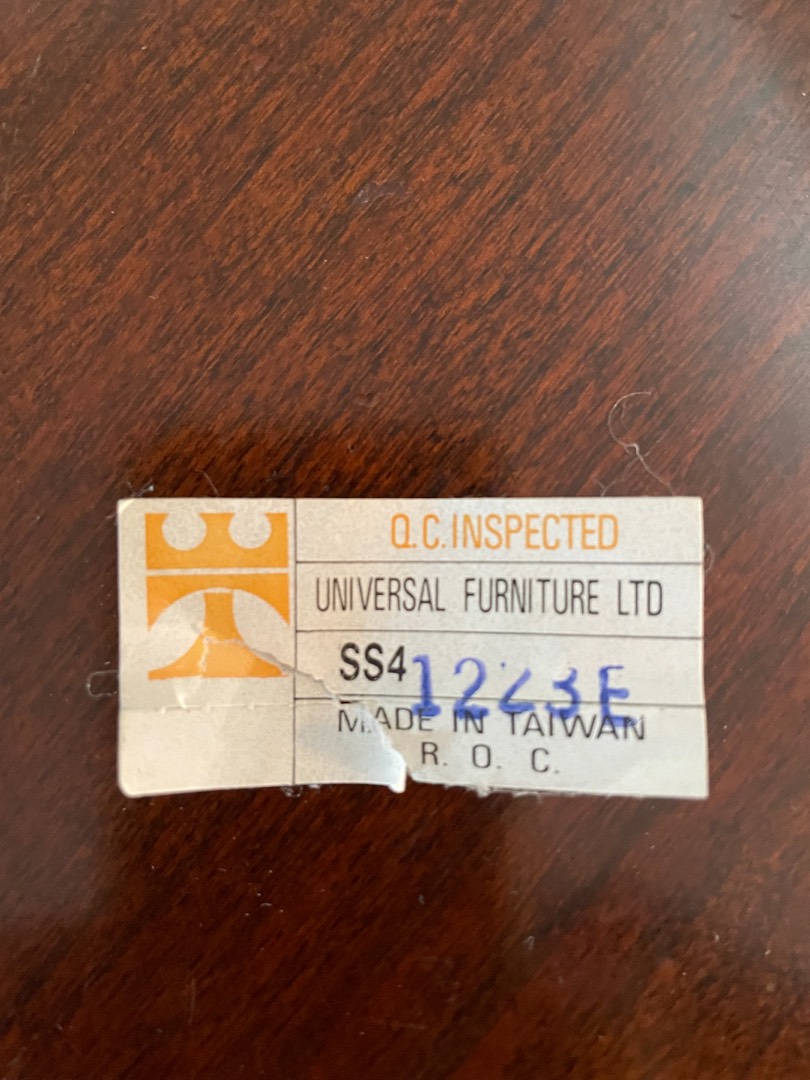 Q.C.INSPECTED
UNIVERSAL FURNITURE LTD
SS4 1223E
MADE IN TAIWAN
R. O. C.